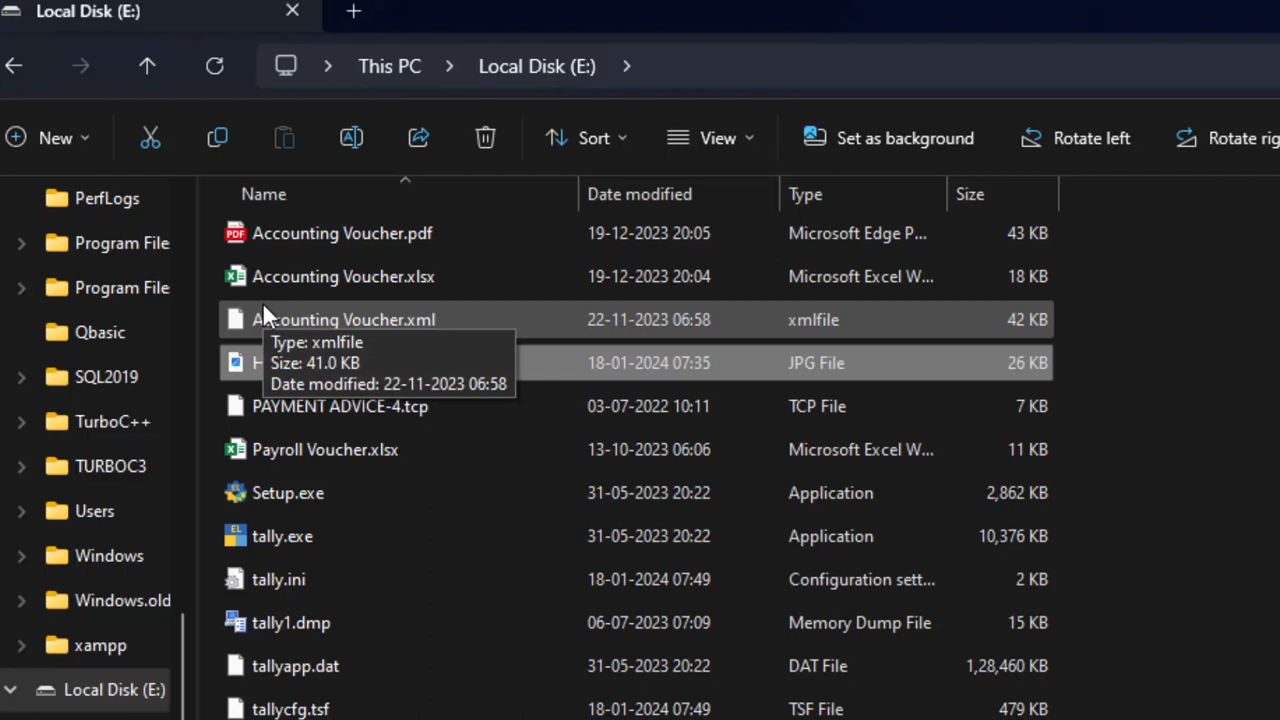 Local Disk (E:)
This PC > Local Disk (E:) >
New Sort View Set as background Rotate left Rotate
Name Date modified Type Size
PerfLogs
Program File
Program File
Qbasic
SQL2019
TurboC++
TURBOC3
Users
Windows
Windows.old
xampp
Local Disk (E:)
Accounting Voucher.pdf 19-12-2023 20:05 Microsoft Edge P... 43 KB
Accounting Voucher.xlsx 19-12-2023 20:04 Microsoft Excel W... 18 KB
Accounting Voucher.xml 22-11-2023 06:58 xmlfile 42 KB
18-01-2024 07:35 JPG File 26 KB
Type: xmlfile
Size: 41.0 KB
Date modified: 22-11-2023 06:58
PAYMENT ADVICE-4.tcp 03-07-2022 10:11 TCP File 7 KB
Payroll Voucher.xlsx 13-10-2023 06:06 Microsoft Excel W... 11 KB
Setup.exe 31-05-2023 20:22 Application 2,862 KB
tally.exe 31-05-2023 20:22 Application 10,376 KB
tally.ini 18-01-2024 07:49 Configuration sett... 2 KB
tally1.dmp 06-07-2023 07:09 Memory Dump File 15 KB
tallyapp.dat 31-05-2023 20:22 DAT File 1,28,460 KB
tallycfg.tsf 18-01-2024 07:49 TSF File 479 KB